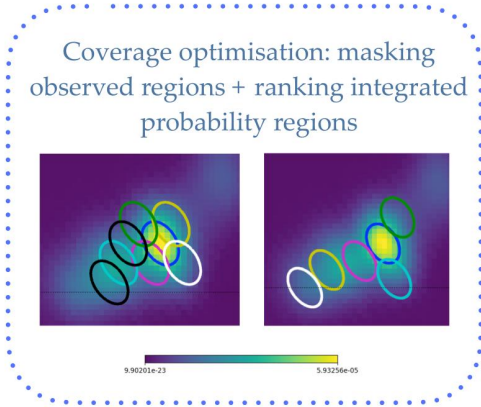 Coverage optimisation: masking
observed regions + ranking integrated
probability regions
9.90201e-23 5.93256e-05